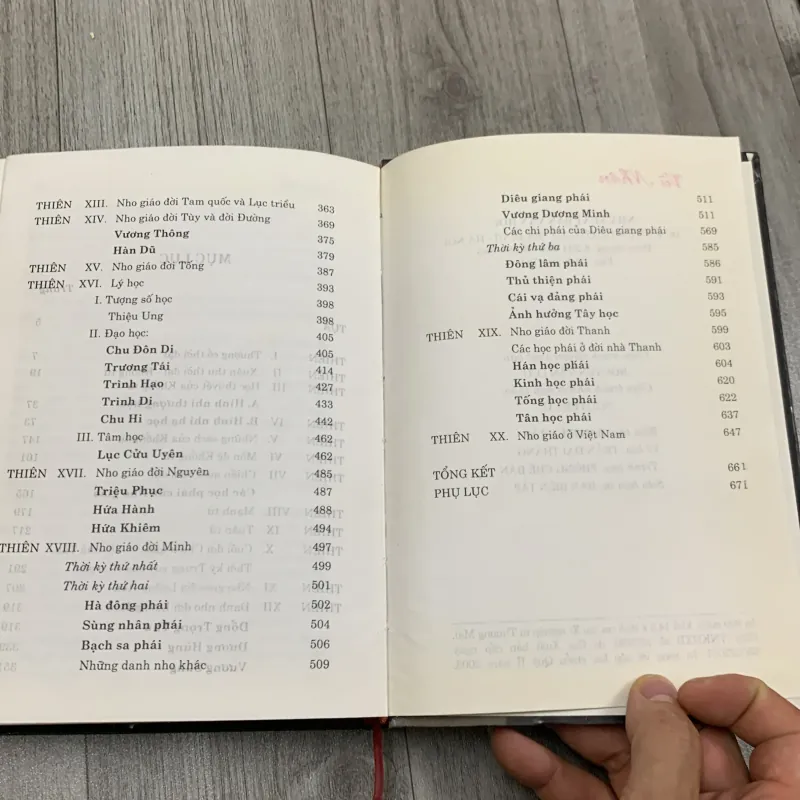 THIÊN XIII. Nho giáo đời Tam quốc và Lục triều 363
THIÊN XIV. Nho giáo đời Tùy và đời Đường 369
Vương Thông 375
Hàn Dũ 379
THIÊN XV. Nho giáo đời Tống 387
THIÊN XVI. Lý học 393
I. Tượng số học 398
Thiệu Ung 398
II. Đạo học: 405
Chu Đôn Di 405
Trương Tái 414
Trình Hạo 427
Trình Di 433
Chu Hi 442
III. Tâm học 462
Lục Cửu Uyên 462
THIÊN XVII. Nho giáo đời Nguyên 485
Triệu Phục 487
Hứa Hành 488
Hứa Khiêm 494
THIÊN XVIII. Nho giáo đời Minh 497
Thời kỳ thứ nhất 499
Thời kỳ thứ hai 501
Hà đông phái 502
Sùng nhân phái 504
Bạch sa phái 506
Những danh nho khác 509
Diêu giang phái 511
Vương Dương Minh 511
Các chi phái của Diêu giang phái 569
Thời kỳ thứ ba 585
Đông lâm phái 586
Thủ thiện phái 591
Cái vạ đảng phái 593
Ảnh hưởng Tây học 595
THIÊN XIX. Nho giáo đời Thanh 599
Các học phái ở đời nhà Thanh 603
Hán học phái 604
Kinh học phái 620
Tống học phái 622
Tân học phái 637
THIÊN XX. Nho giáo ở Việt Nam 647
TỔNG KẾT 661
PHỤ LỤC 671